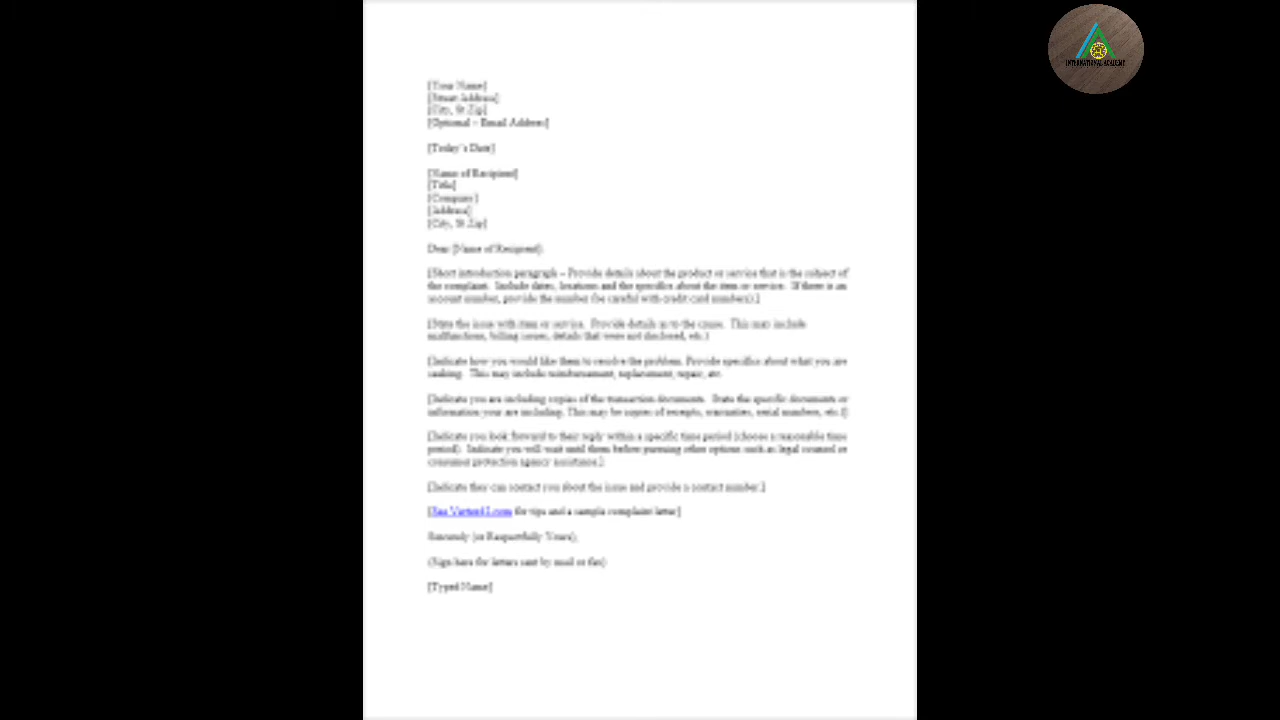 INTERNATIONAL ACADEMY
[Your Name]
[Street Address]
[City, St Zip]
[Optional – Email Address]
[Today's Date]
[Name of Recipient]
[Title]
[Company]
[Address]
[City, St Zip]
Dear [Name of Recipient]:
[Short introduction paragraph – Provide details about the product or service that is the subject of
the complaint. Include dates, locations and the specifics about the item or service. If there is an
account number, provide the number (be careful with credit card numbers).]
[State the issue with item or service. Provide details as to the cause. This may include
malfunctions, billing issues, details that were not disclosed, etc.]
[Indicate how you would like them to resolve the problem. Provide specifics about what you are
seeking. This may include reimbursement, replacement, repair, etc.
[Indicate you are including copies of the transaction documents. State the specific documents or
information your are including. This may be copies of receipts, warranties, serial numbers, etc.)]
[Indicate you look forward to their reply within a specific time period (choose a reasonable time
period). Indicate you will wait until then before pursuing other options such as legal counsel or
consumer protection agency assistance.]
[Indicate they can contact you about the issue and provide a contact number.]
[See Vertex42.com for tips and a sample complaint letter]
Sincerely (or Respectfully Yours),
(Sign here for letters sent by mail or fax)
[Typed Name]